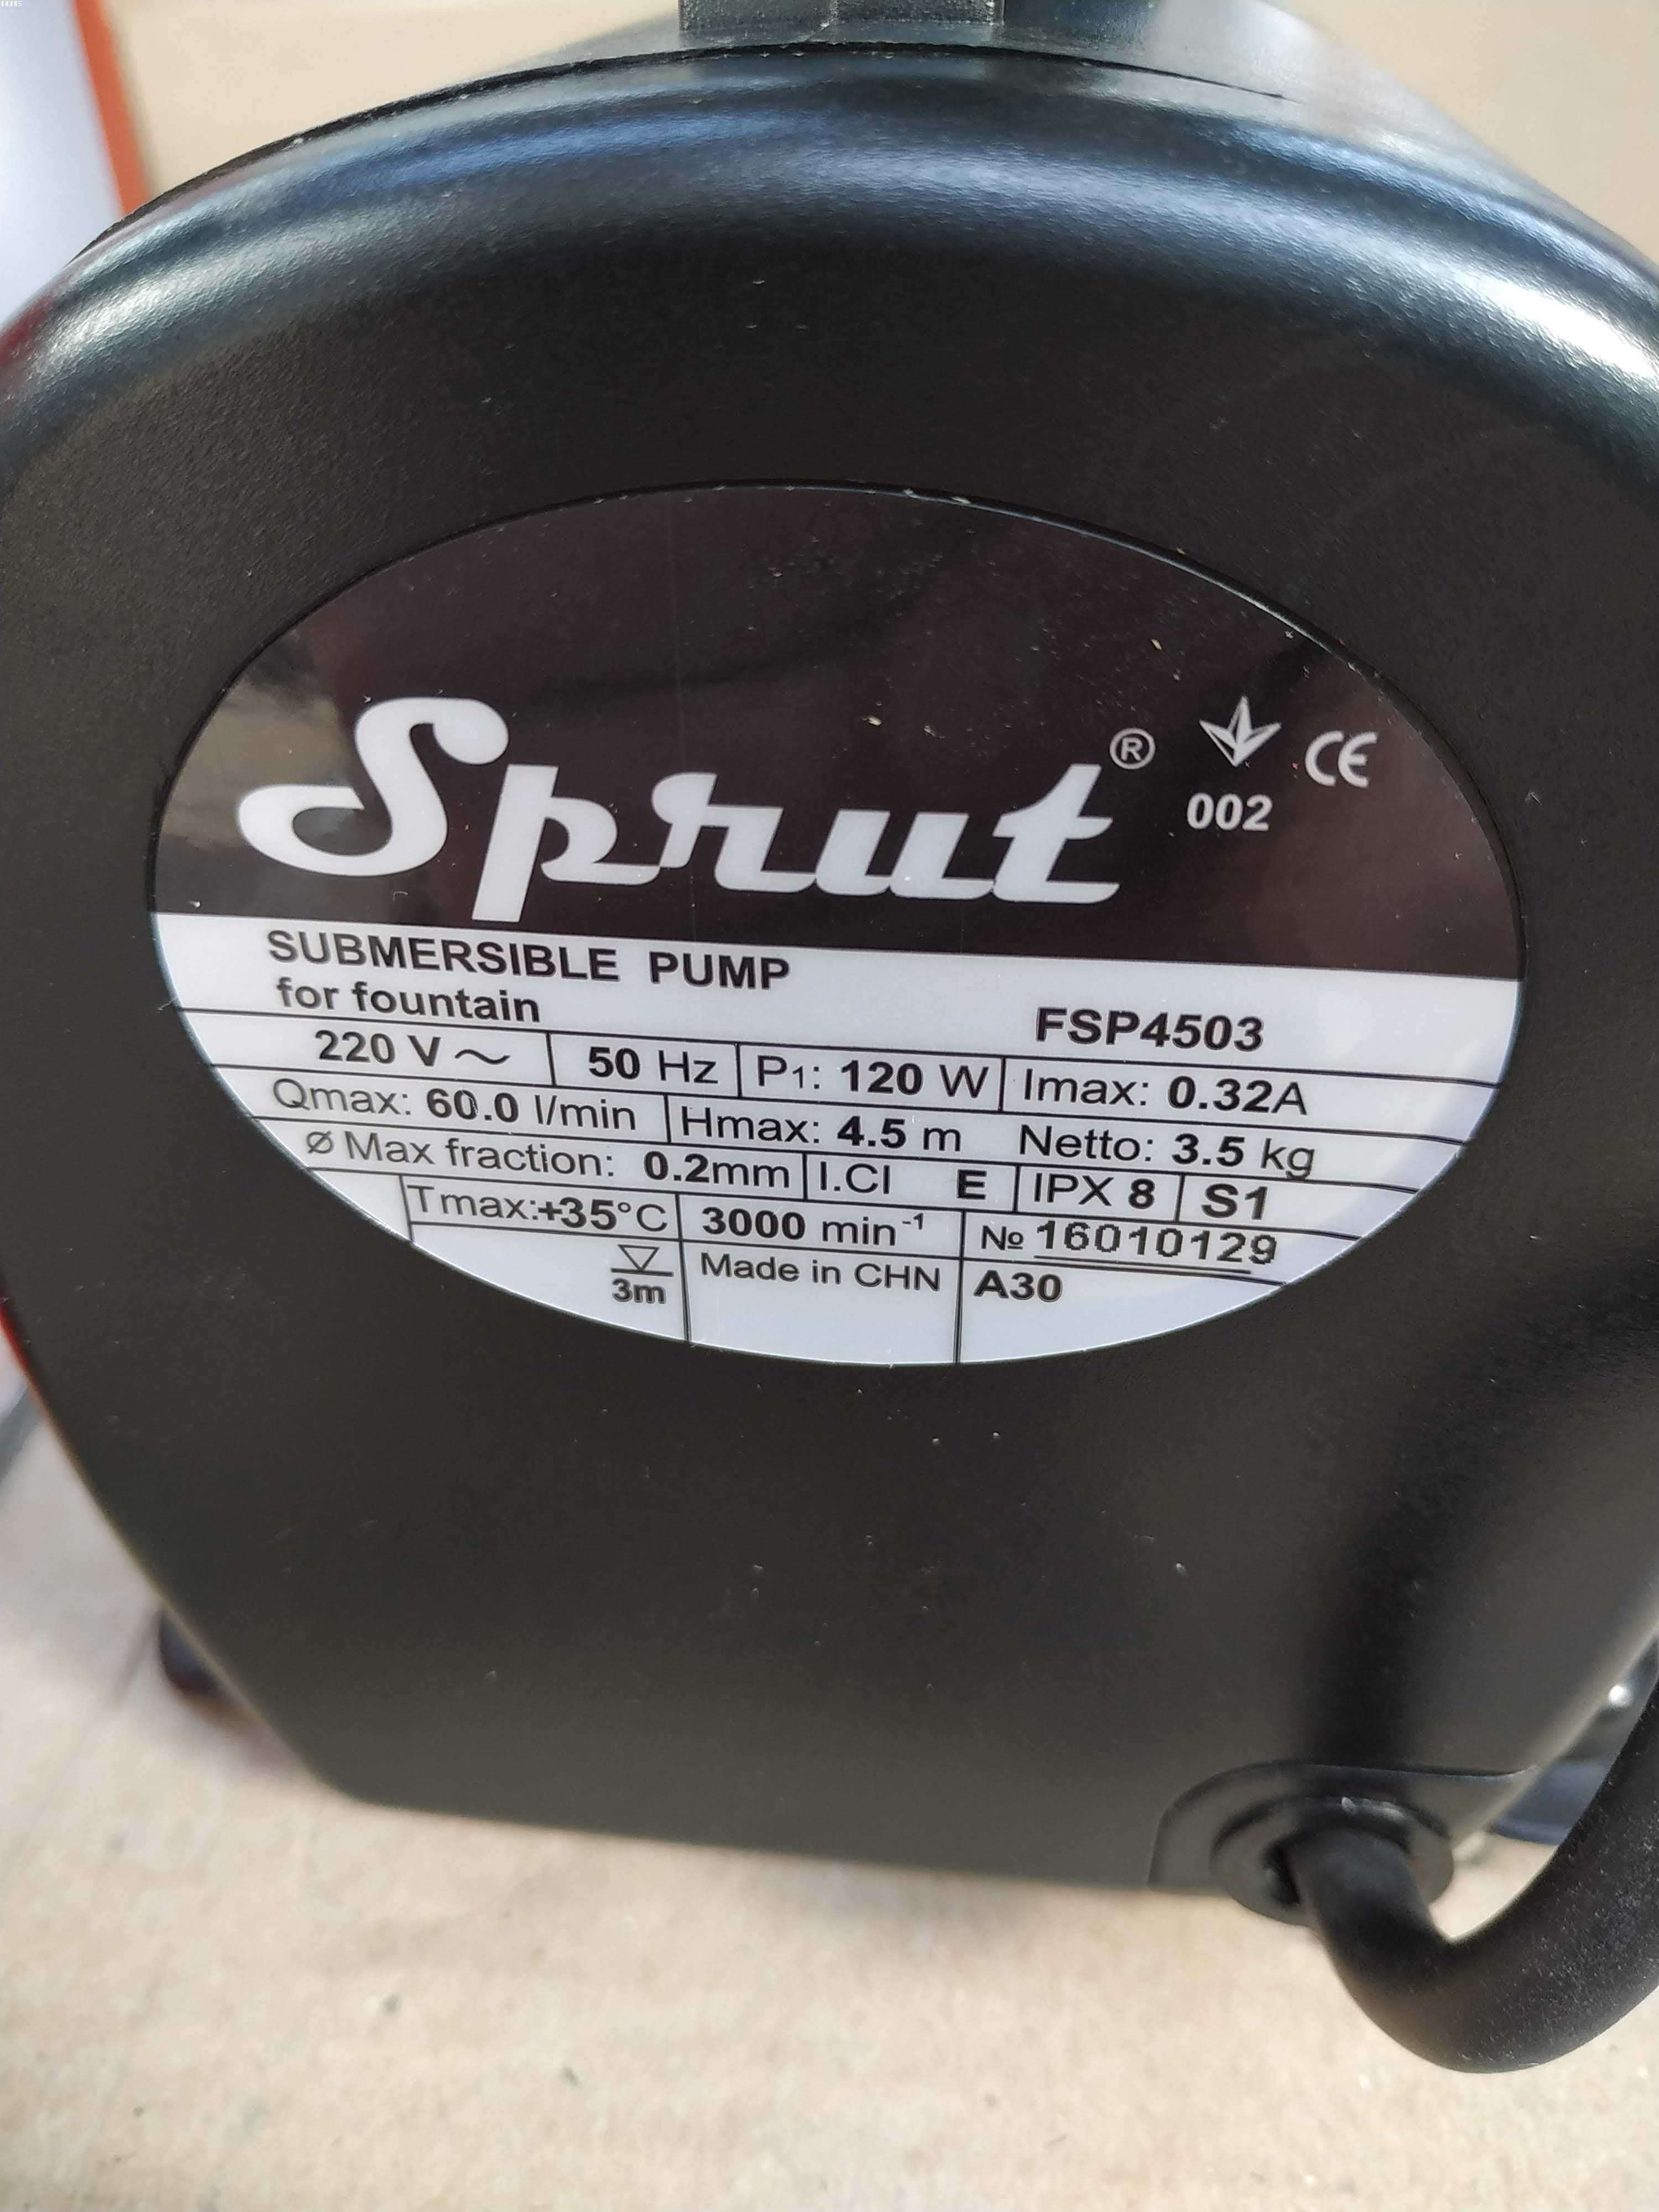 Sprut® CE
002
SUBMERSIBLE PUMP
for fountain
FSP4503
220 V～ 50 Hz P1: 120 W Imax: 0.32A
Qmax: 60.0 l/min Hmax: 4.5 m Netto: 3.5 kg
Ø Max fraction: 0.2mm I.Cl E IPX 8 S1
Tmax:+35°C 3000 min⁻¹ № 16010129
3m Made in CHN A30